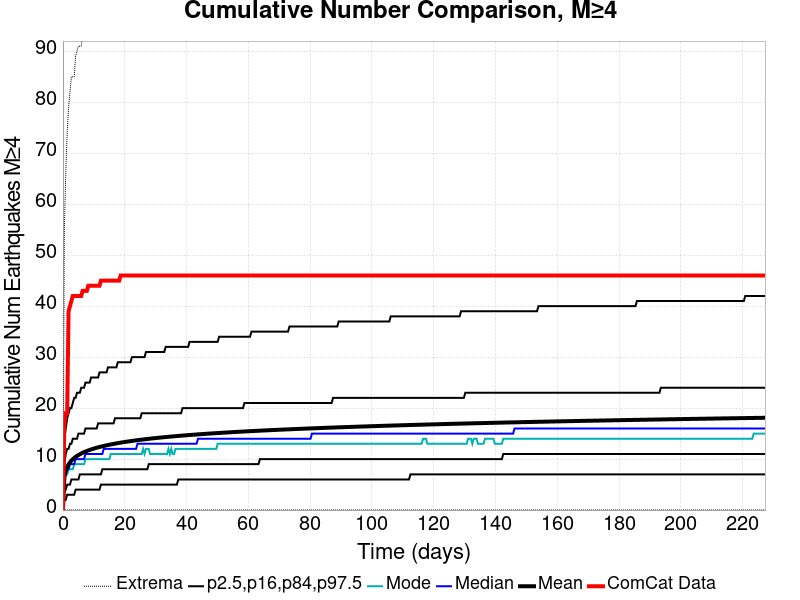 Cumulative Number Comparison, M≥4
Cumulative Num Earthquakes M≥4
90
80
70
60
50
40
30
20
10
0
0 20 40 60 80 100 120 140 160 180 200 220
Time (days)
Extrema p2.5,p16,p84,p97.5 Mode Median Mean ComCat Data